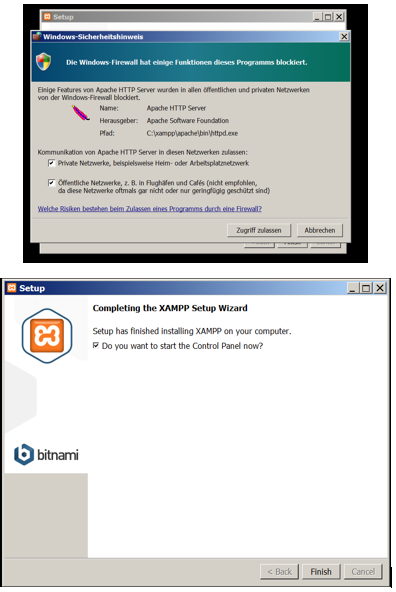 Setup
Windows-Sicherheitshinweis
Die Windows-Firewall hat einige Funktionen dieses Programms blockiert.
Einige Features von Apache HTTP Server wurden in allen öffentlichen und privaten Netzwerken
von der Windows-Firewall blockiert.
Name: Apache HTTP Server
Herausgeber: Apache Software Foundation
Pfad: C:\xampp\apache\bin\httpd.exe
Kommunikation von Apache HTTP Server in diesen Netzwerken zulassen:
Private Netzwerke, beispielsweise Heim- oder Arbeitsplatznetzwerk
Öffentliche Netzwerke, z. B. in Flughäfen und Cafés (nicht empfohlen,
da diese Netzwerke oftmals gar nicht oder nur geringfügig geschützt sind)
Welche Risiken bestehen beim Zulassen eines Programms durch eine Firewall?
Zugriff zulassen Abbrechen
Setup
Completing the XAMPP Setup Wizard
Setup has finished installing XAMPP on your computer.
Do you want to start the Control Panel now?
bitnami
< Back Finish Cancel